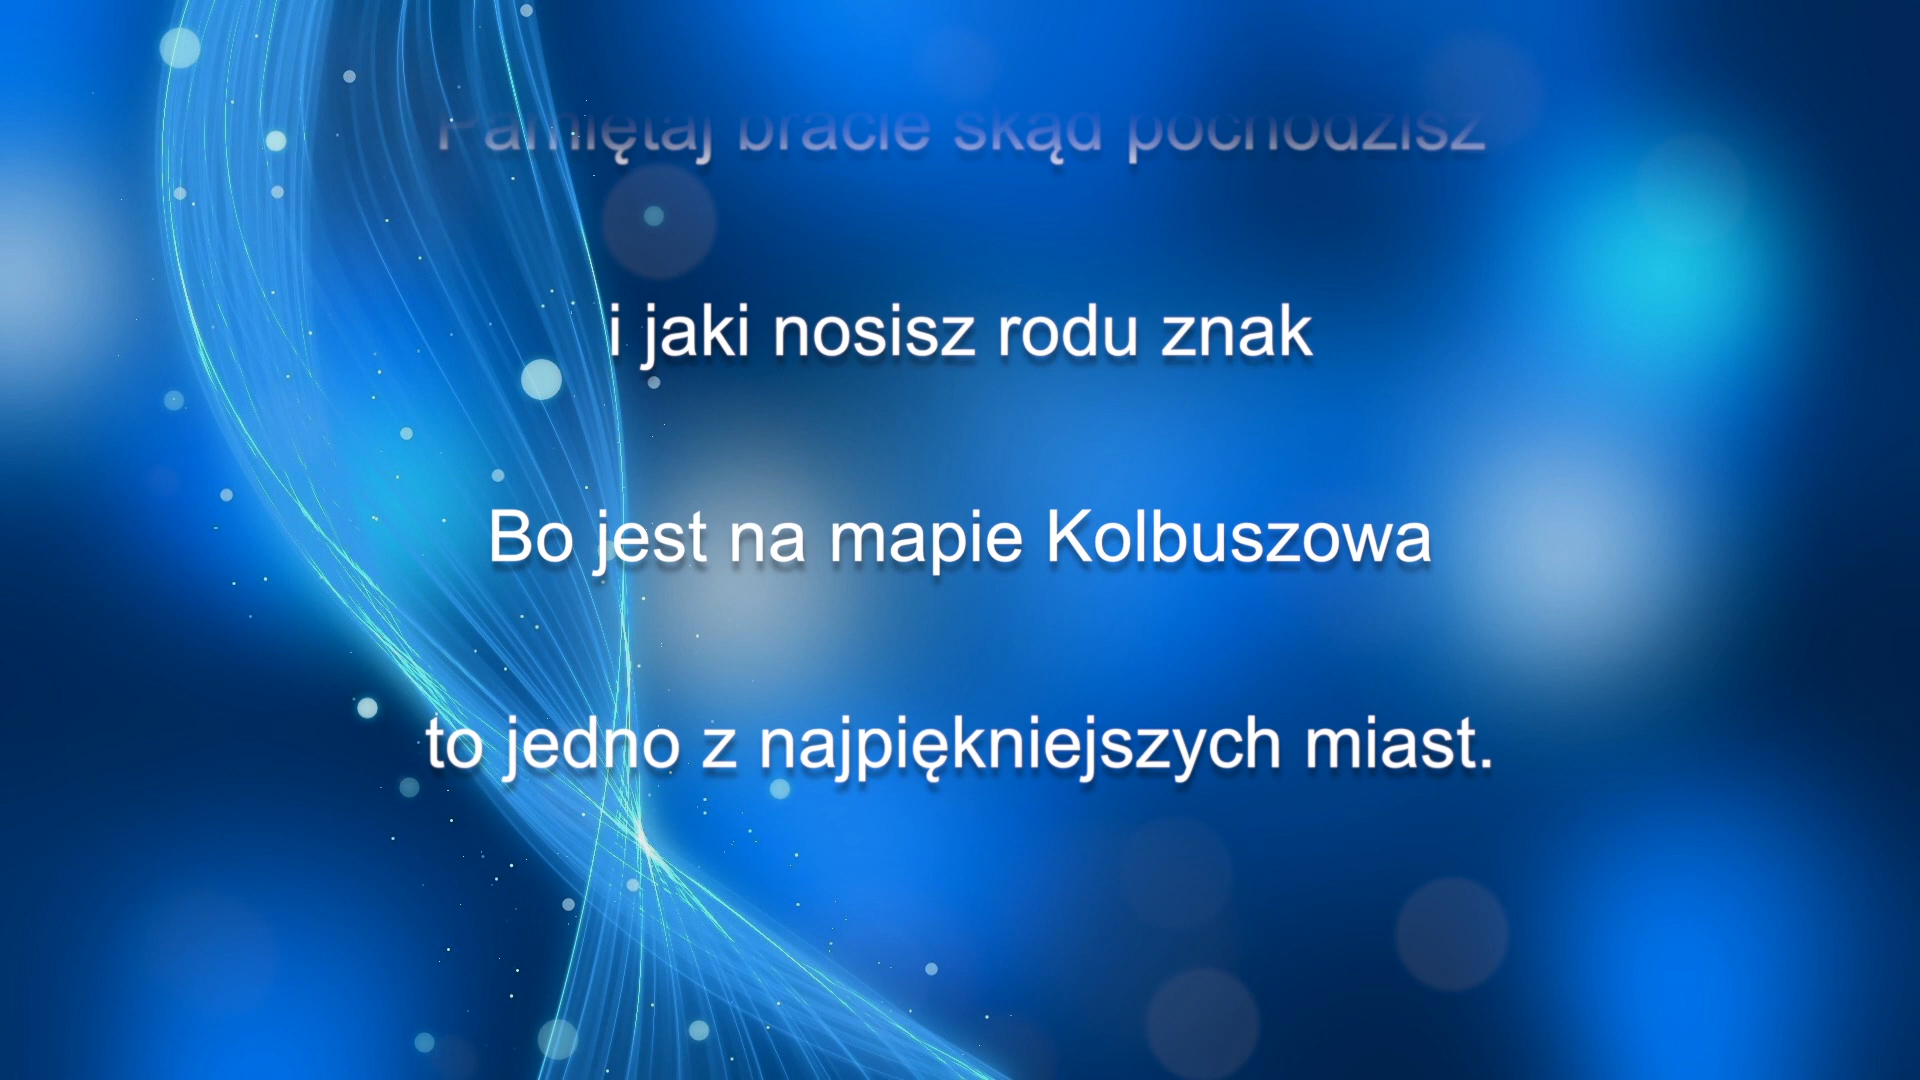 Pamiętaj bracie skąd pochodzisz
i jaki nosisz rodu znak
Bo jest na mapie Kolbuszowa
to jedno z najpiękniejszych miast.